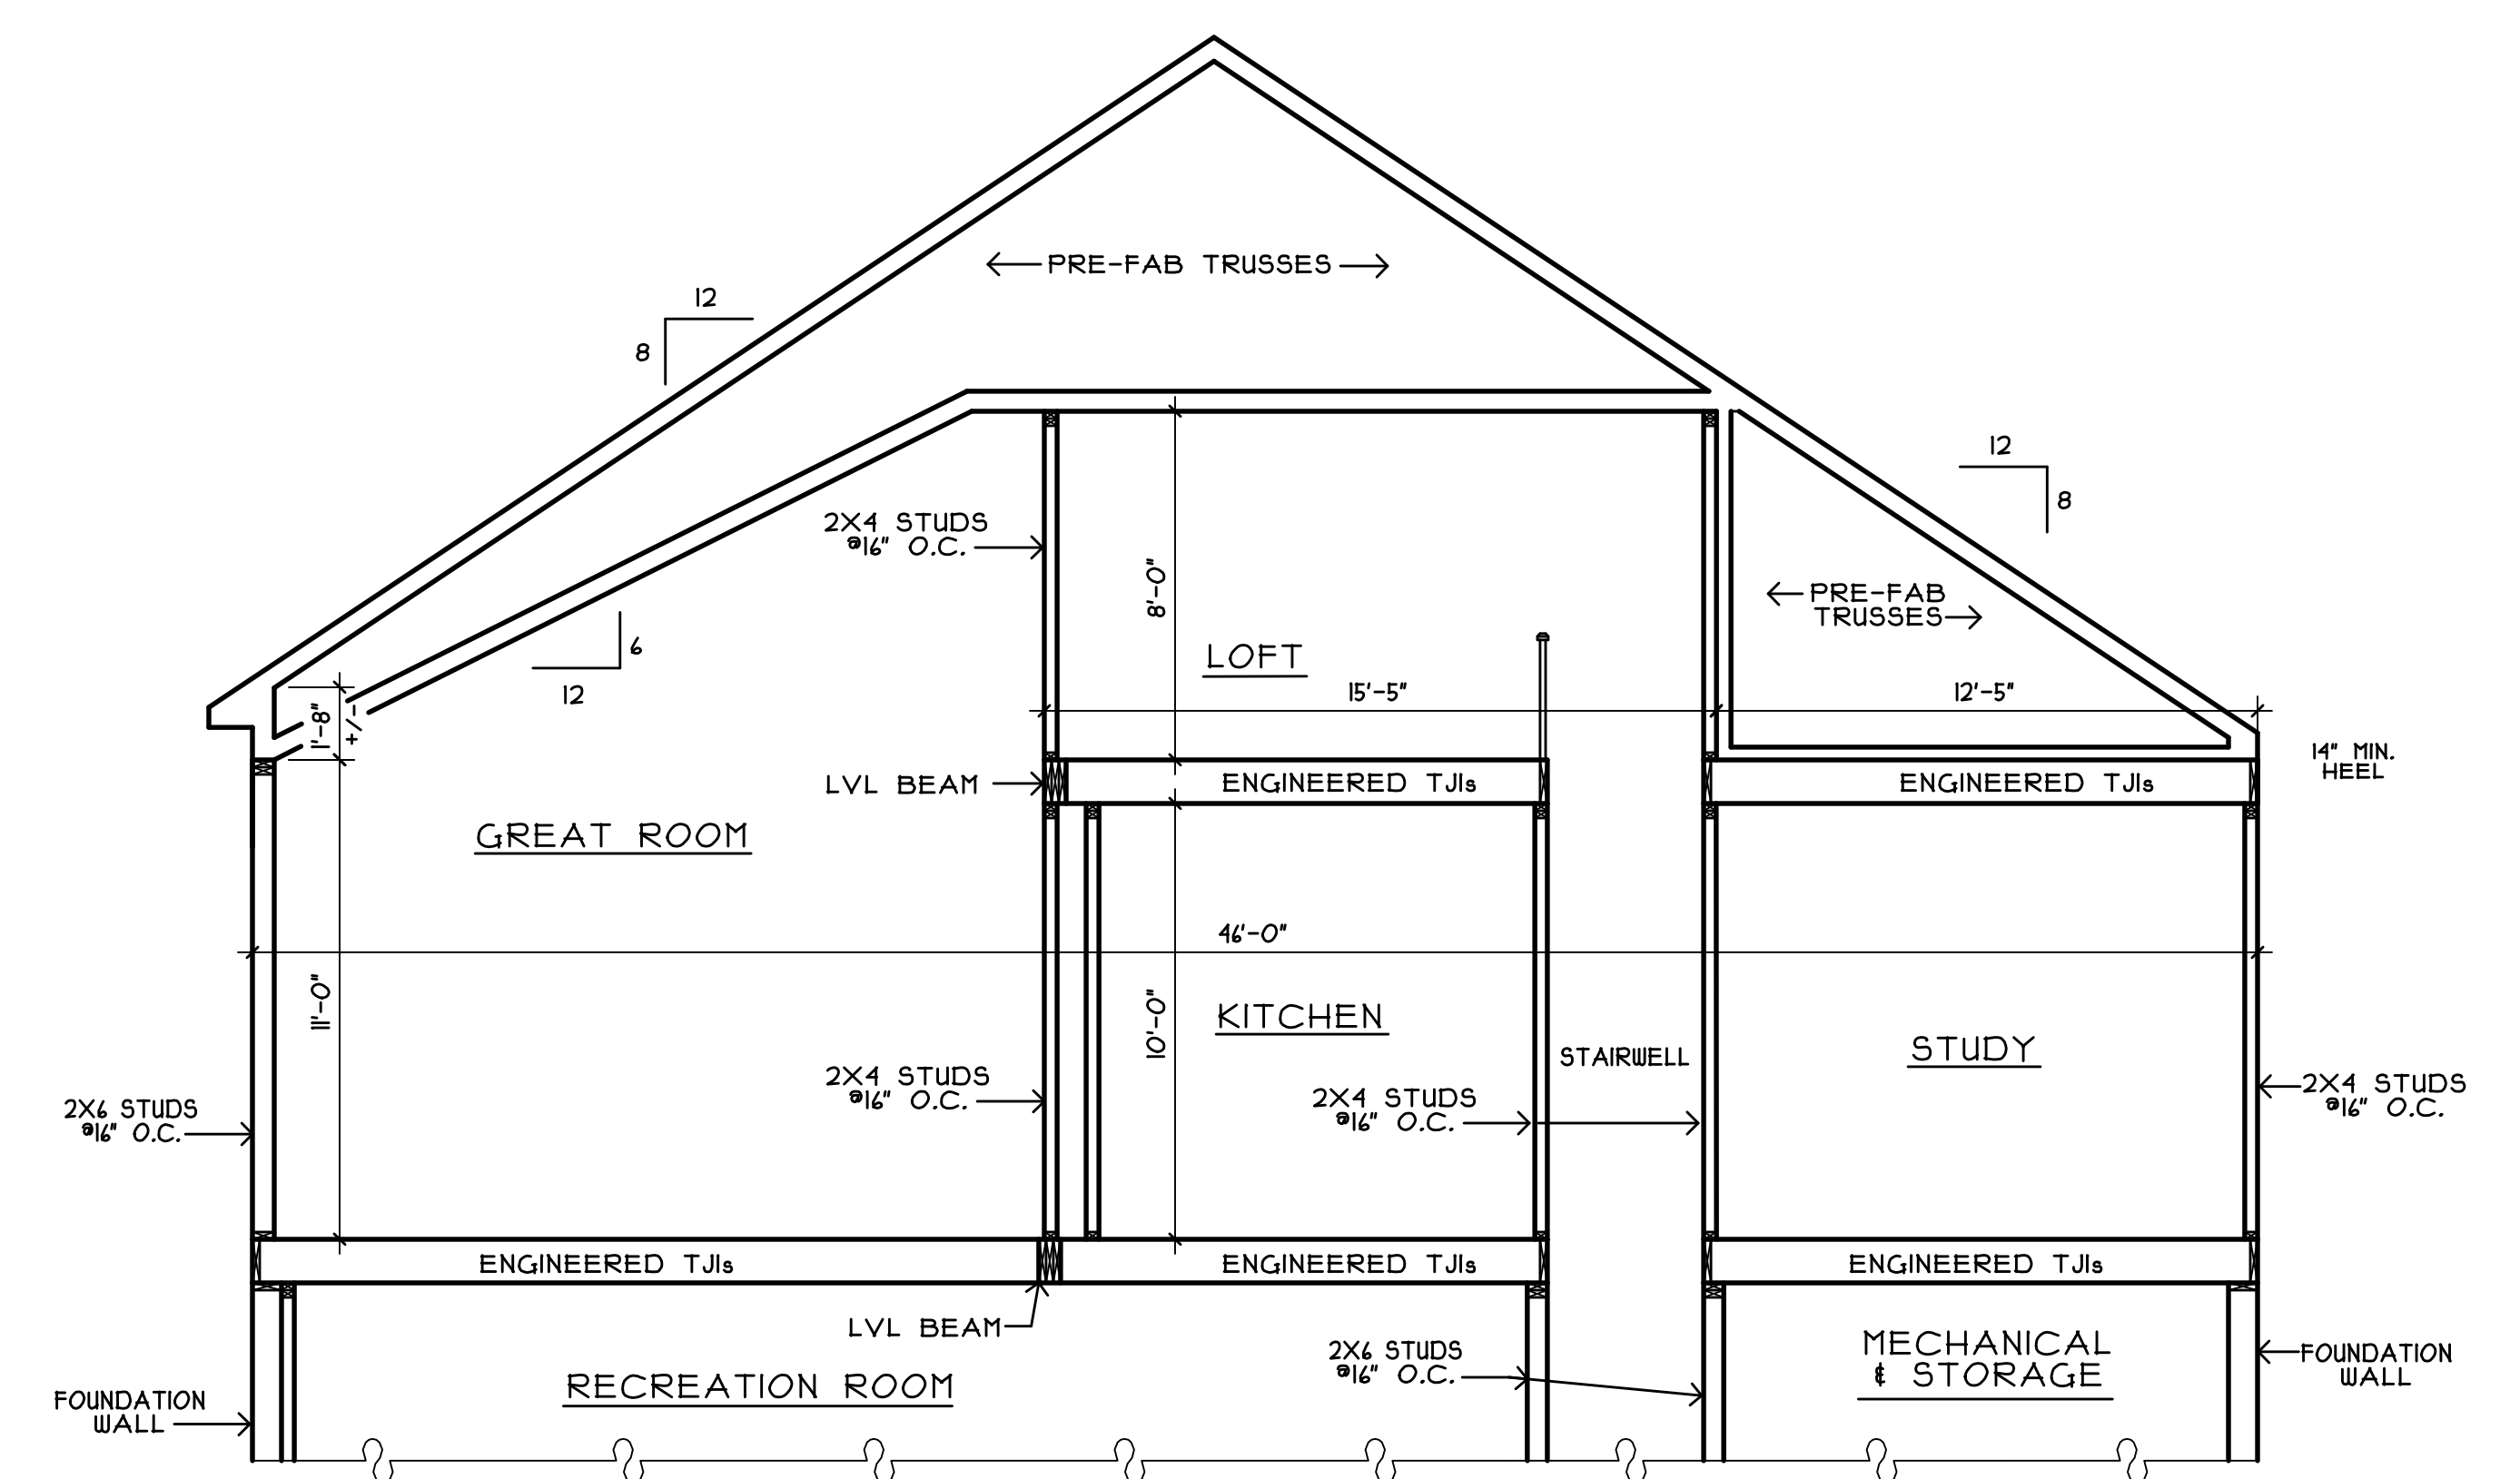 PRE-FAB TRUSSES
12
8
12
8
2X4 STUDS
@16" O.C.
8'-0"
PRE-FAB
TRUSSES
6
12
LOFT
15'-5"
12'-5"
1'-8"
+/-
14" MIN.
HEEL
LVL BEAM
ENGINEERED TJIs
ENGINEERED TJIs
GREAT ROOM
46'-0"
11'-0"
10'-0"
KITCHEN
STAIRWELL
STUDY
2X4 STUDS
@16" O.C.
2X4 STUDS
@16" O.C.
2X4 STUDS
@16" O.C.
2X6 STUDS
@16" O.C.
ENGINEERED TJIs
ENGINEERED TJIs
ENGINEERED TJIs
LVL BEAM
RECREATION ROOM
2X6 STUDS
@16" O.C.
MECHANICAL
& STORAGE
FOUNDATION
WALL
FOUNDATION
WALL